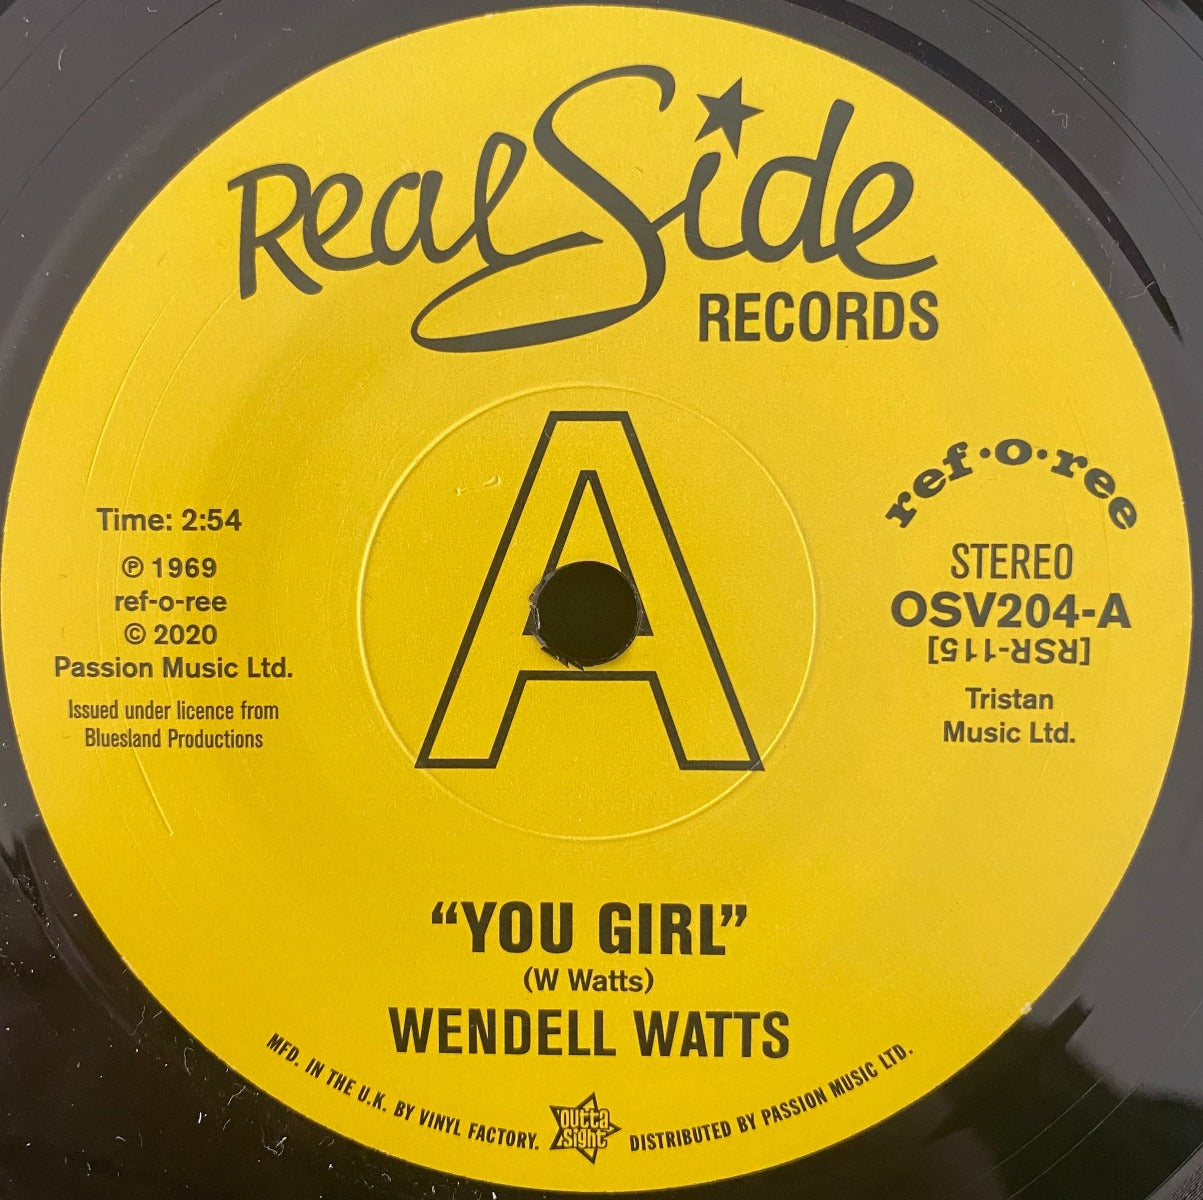 Real Side
RECORDS
A
Time: 2:54
℗ 1969
ref-o-ree
© 2020
Passion Music Ltd.
Issued under licence from
Bluesland Productions
ref·o·ree
STEREO
OSV204-A
[RSR-115]
Tristan
Music Ltd.
“YOU GIRL”
(W Watts)
WENDELL WATTS
MFD. IN THE U.K. BY VINYL FACTORY.
outta
Sight
DISTRIBUTED BY PASSION MUSIC LTD.